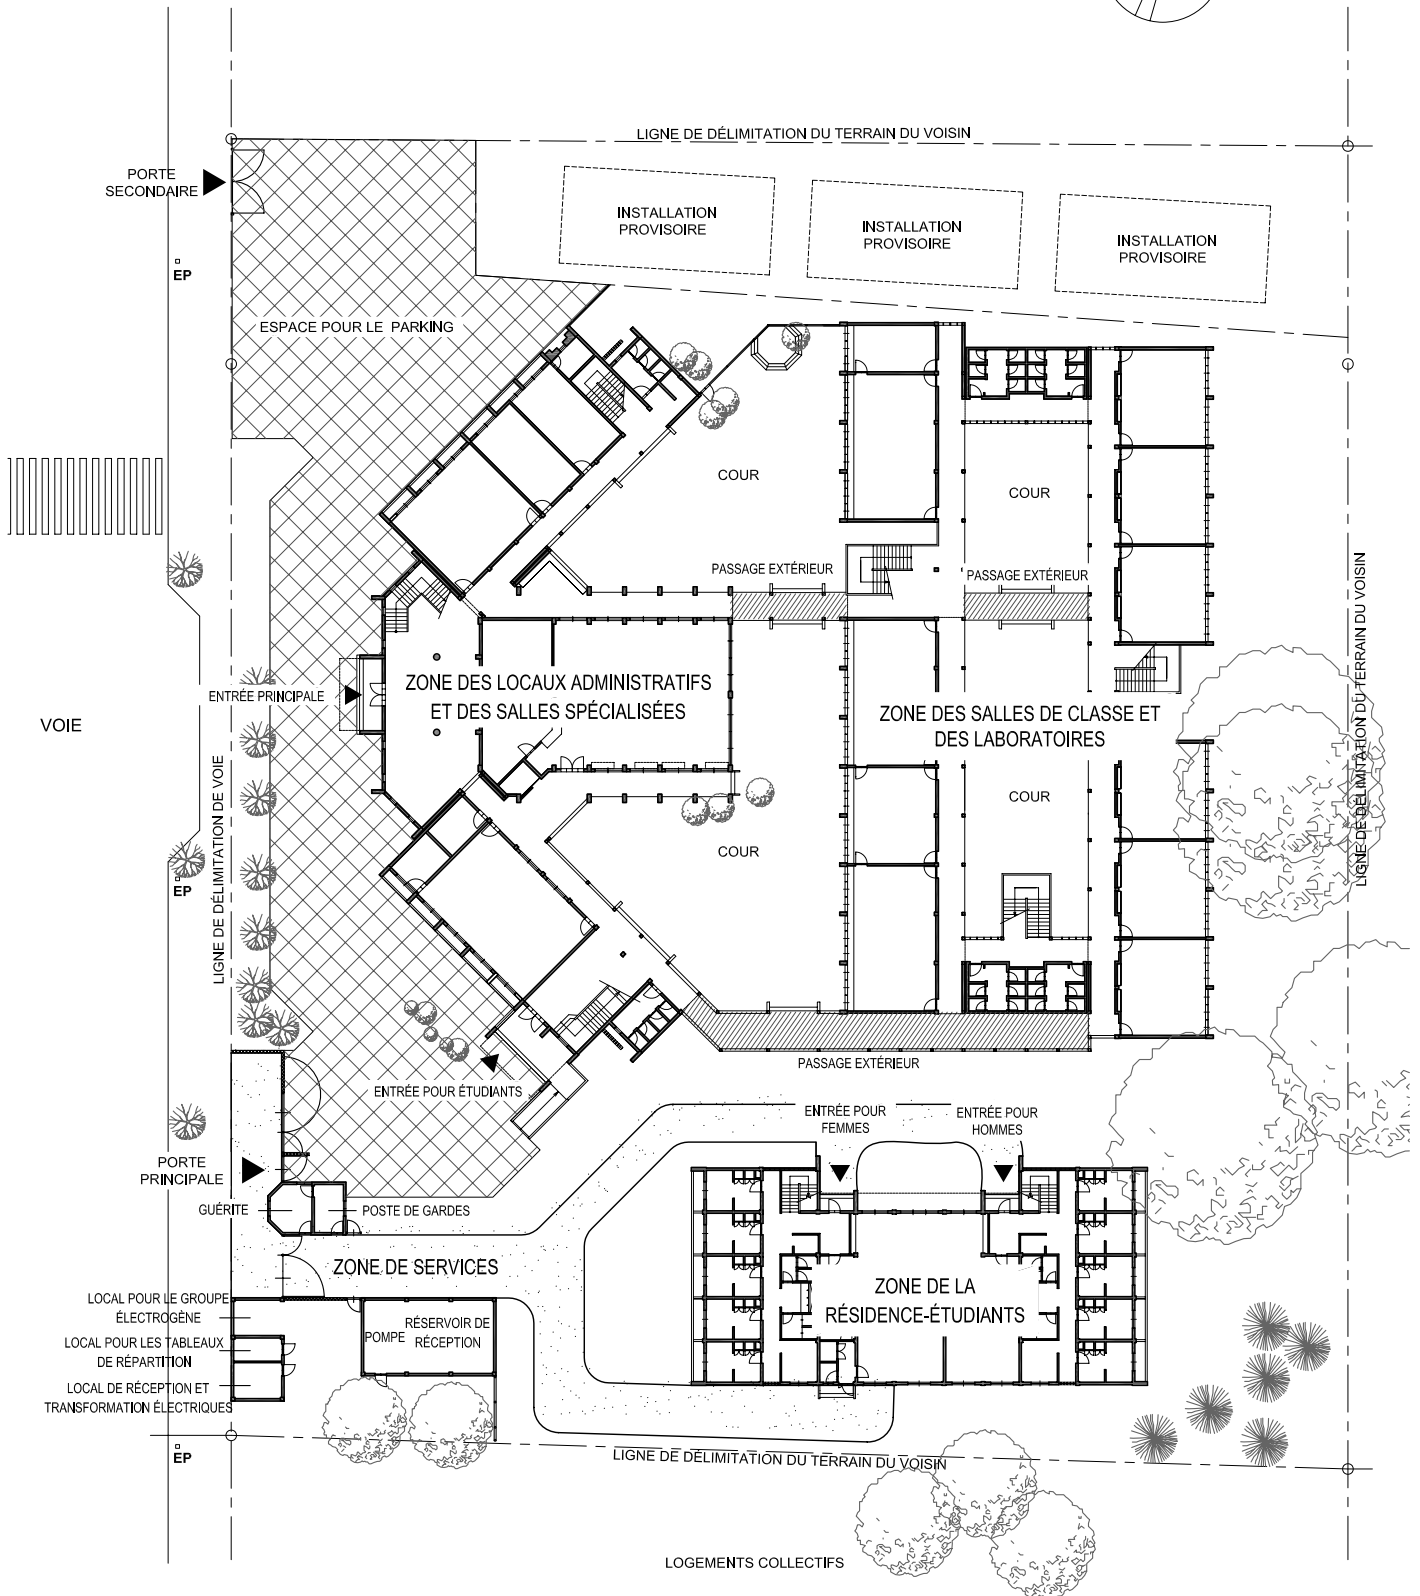 LIGNE DE DÉLIMITATION DU TERRAIN DU VOISIN
PORTE
SECONDAIRE
INSTALLATION
PROVISOIRE
INSTALLATION
PROVISOIRE
INSTALLATION
PROVISOIRE
EP
ESPACE POUR LE PARKING
COUR
COUR
PASSAGE EXTÉRIEUR
PASSAGE EXTÉRIEUR
LIGNE DE DÉLIMITATION DU TERRAIN DU VOISIN
ENTRÉE PRINCIPALE
ZONE DES LOCAUX ADMINISTRATIFS
ET DES SALLES SPÉCIALISÉES
ZONE DES SALLES DE CLASSE ET
DES LABORATOIRES
VOIE
COUR
COUR
LIGNE DE DÉLIMITATION DE VOIE
EP
PASSAGE EXTÉRIEUR
ENTRÉE POUR ÉTUDIANTS
ENTRÉE POUR
FEMMES
ENTRÉE POUR
HOMMES
PORTE
PRINCIPALE
GUÉRITE
POSTE DE GARDES
ZONE DE SERVICES
ZONE DE LA
RÉSIDENCE-ÉTUDIANTS
LOCAL POUR LE GROUPE
ÉLECTROGÈNE
POMPE
RÉSERVOIR DE
RÉCEPTION
LOCAL POUR LES TABLEAUX
DE RÉPARTITION
LOCAL DE RÉCEPTION ET
TRANSFORMATION ÉLECTRIQUES
EP
LIGNE DE DÉLIMITATION DU TERRAIN DU VOISIN
LOGEMENTS COLLECTIFS